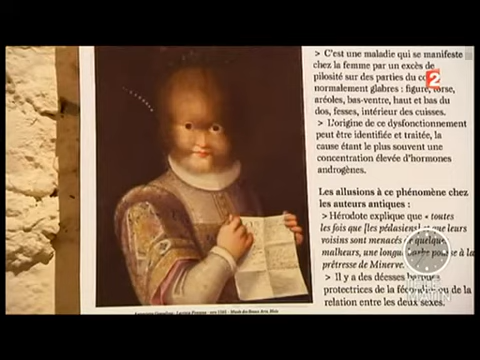 > C'est une maladie qui se manifeste
chez la femme par un excès de
pilosité sur des parties du
normalement glabres : figure, torse,
aréoles, bas-ventre, haut et bas du
dos, fesses, intérieur des cuisses.
> L'origine de ce dysfonctionnement
peut être identifiée et traitée, la
cause étant le plus souvent une
concentration élevée d'hormones
androgènes.
Les allusions à ce phénomène chez
les auteurs antiques :
> Hérodote explique que « toutes
les fois que [les pédasiens] et que leurs
voisins sont menacés de quelque
malheurs, une longue barbe pousse à la
prêtresse de Minerve.
> Il y a des déesses
protectrices de la fécondité ou de la
relation entre les deux sexes.
2